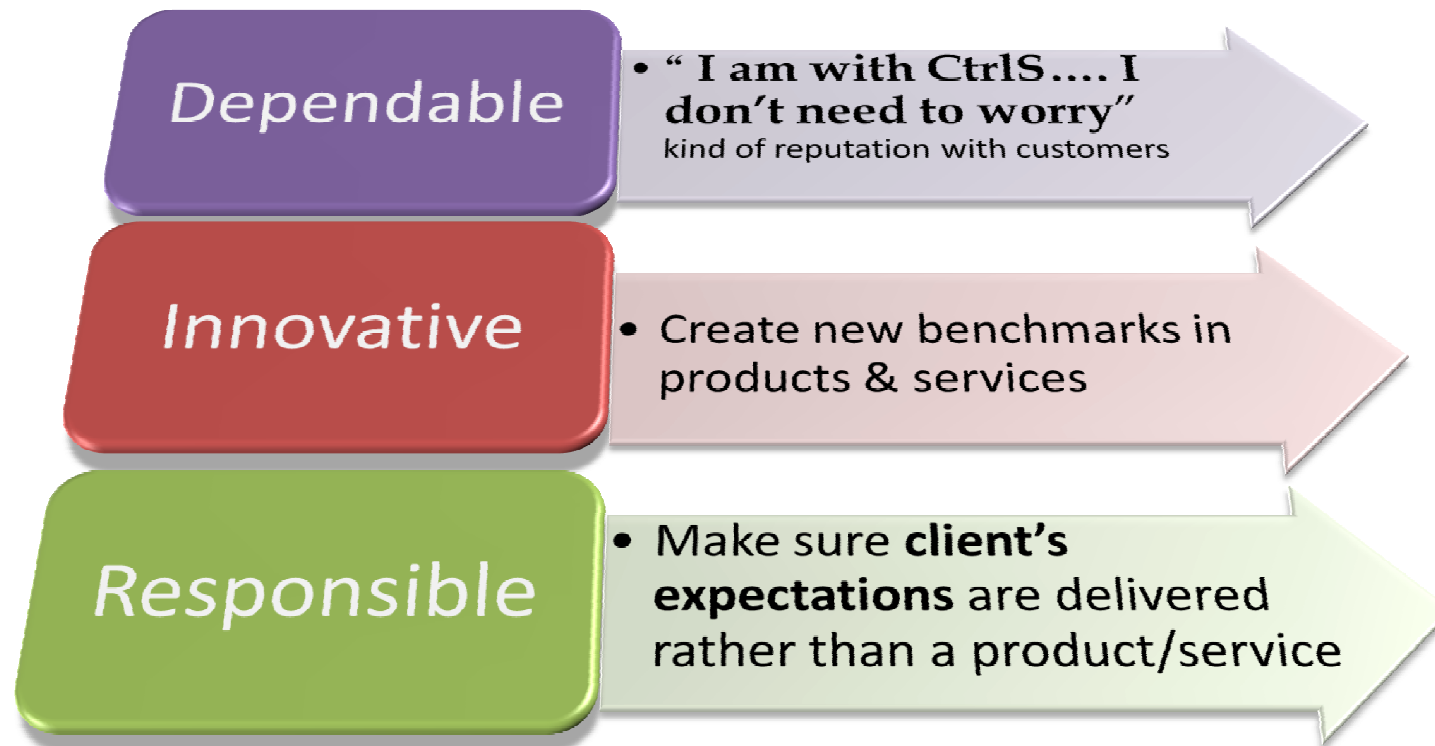 Dependable
• “ I am with CtrlS.... I
don’t need to worry”
kind of reputation with customers
Innovative
• Create new benchmarks in
products & services
Responsible
• Make sure client’s
expectations are delivered
rather than a product/service